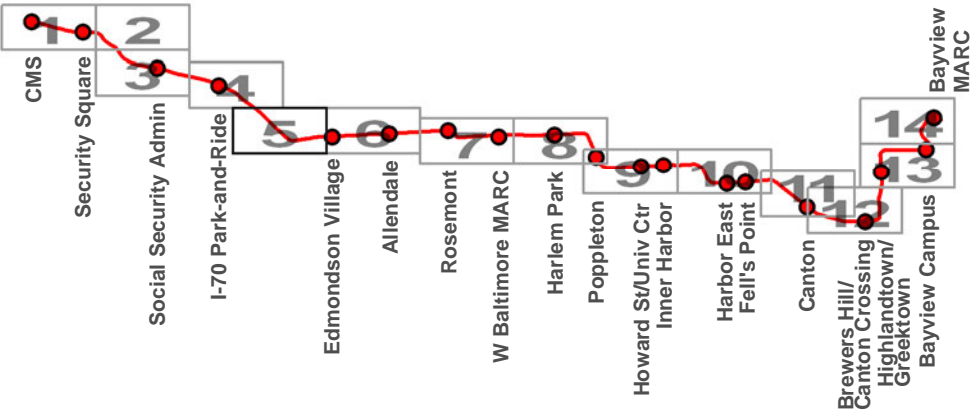 1
2
3
4
5
6
7
8
9
10
11
12
13
14
CMS
Security Square
Social Security Admin
I-70 Park-and-Ride
Edmondson Village
Allendale
Rosemont
W Baltimore MARC
Harlem Park
Poppleton
Howard St/Univ Ctr
Inner Harbor
Harbor East
Fell's Point
Canton
Brewers Hill/
Canton Crossing
Highlandtown/
Greektown
Bayview Campus
Bayview
MARC